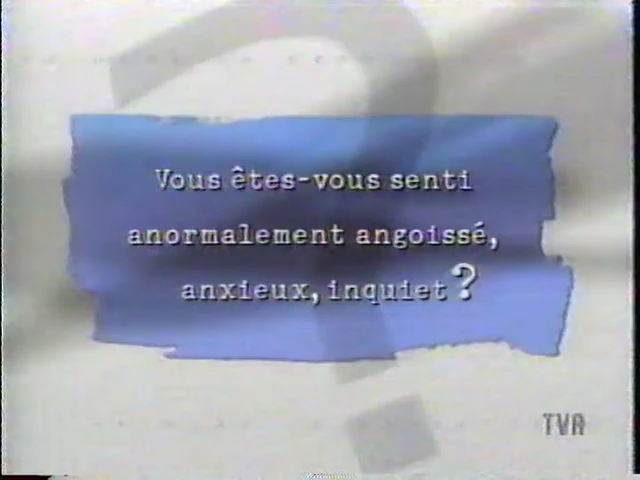 Vous êtes-vous senti
anormalement angoissé,
anxieux, inquiet ?
TVA